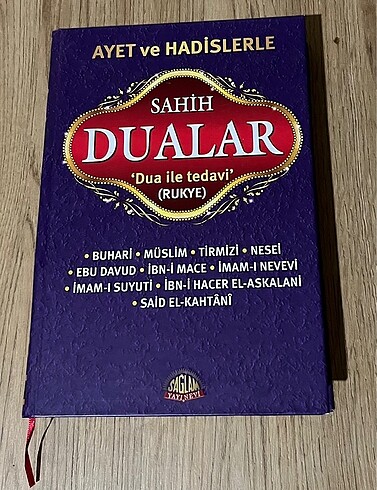 AYET ve HADİSLERLE
SAHİH
DUALAR
'Dua ile tedavi'
(RUKYE)
• BUHARİ • MÜSLİM • TİRMİZİ • NESEİ
• EBU DAVUD • İBN-İ MACE • İMAM-I NEVEVİ
• İMAM-I SUYUTİ • İBN-İ HACER EL-ASKALANİ
• SAİD EL-KAHTÂNÎ
SAĞLAM
YAYINEVİ